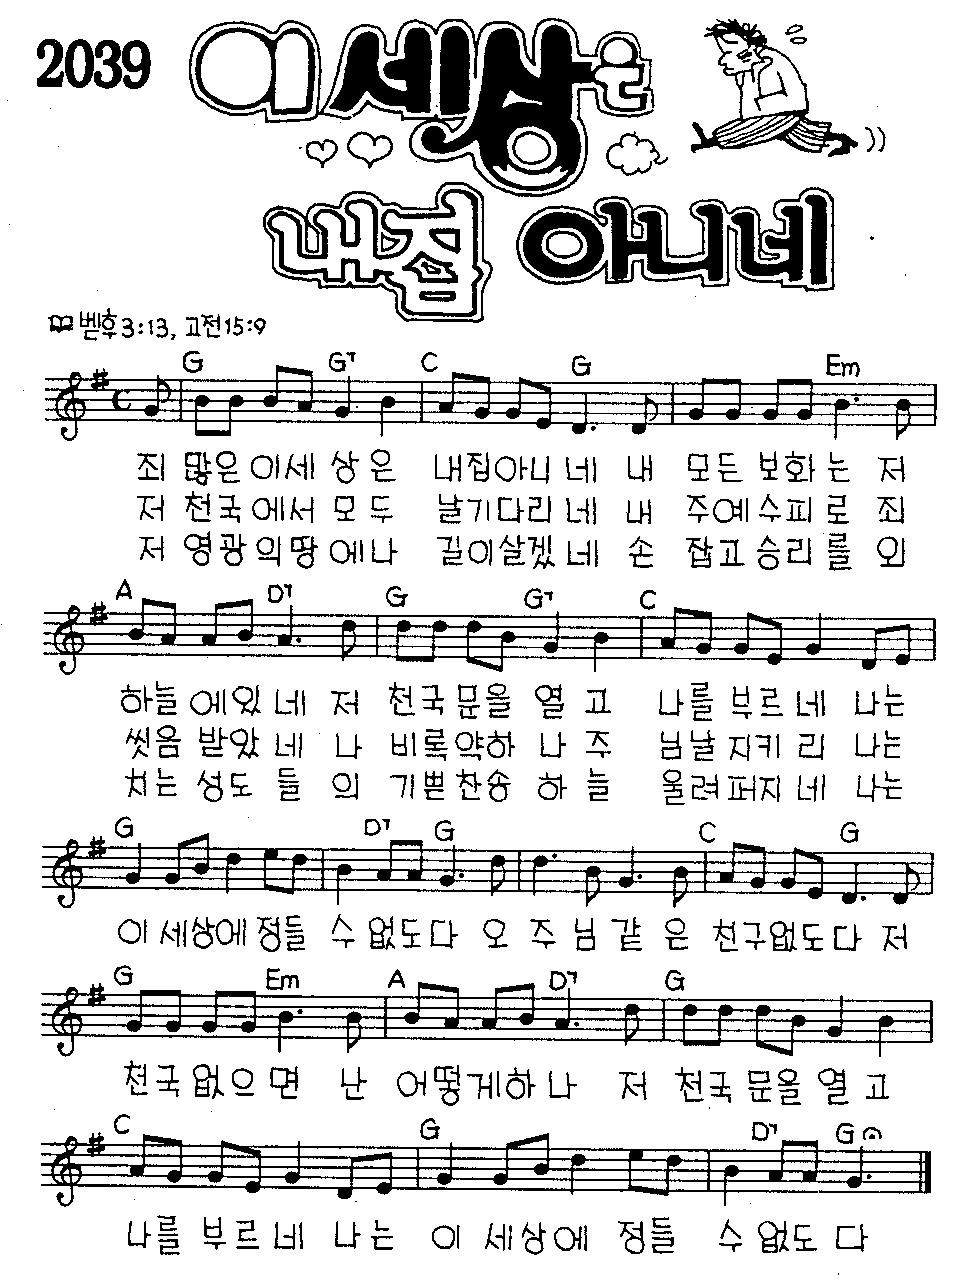 2039
이 세상은
내집 아니네
벧후3:13, 고전15:9
G G7 C G Em
죄 많은 이세 상 은 내집아니 네 내 모든 보화 는 저
저 천국에서 모 두 날기다리 네 내 주예수피 로 죄
저 영광의땅 에나 길이살겠 네 손 잡고승리 를 외
A D7 G G7 C
하늘 에있 네 저 천국문을 열 고 나를 부르 네 나는
씻음 받았 네 나 비록약하 나 주 님날 지키 리 나는
치는 성도 들 의 기쁜찬송 하 늘 울려퍼지 네 나는
G D7 G C G
이 세상에 정들 수 없도다 오 주 님 같 은 친구없도다 저
G Em A D7 G
천국 없으 면 난 어떻게하 나 저 천국문을 열 고
C G D7 G
나를 부르 네 나 는 이 세상에 정들 수 없도 다